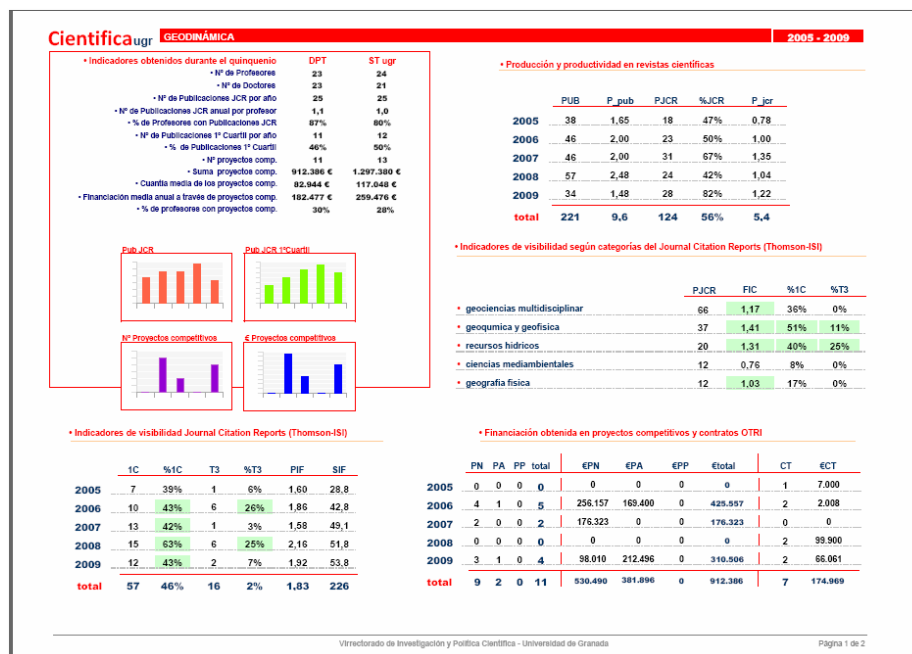 Cientificaugr GEODINÁMICA 2005 - 2009
• Indicadores obtenidos durante el quinquenio DPT ST ugr
• Nº de Profesores 23 24
• Nº de Doctores 23 21
• Nº de Publicaciones JCR por año 25 25
• Nº de Publicaciones JCR anual por profesor 1,1 1,0
• % de Profesores con Publicaciones JCR 87% 80%
• Nº de Publicaciones 1º Cuartil por año 11 12
• % de Publicaciones 1º Cuartil 46% 50%
• Nº proyectos comp. 11 13
• Suma proyectos comp. 912.386 € 1.297.380 €
• Cuantía media de los proyectos comp. 82.944 € 117.048 €
• Financiación media anual a través de proyectos comp. 182.477 € 259.476 €
• % de profesores con proyectos comp. 30% 28%
Pub JCR Pub JCR 1ºCuartil
Nº Proyectos competitivos € Proyectos competitivos
• Producción y productividad en revistas científicas
PUB P_pub PJCR %JCR P_jcr
2005 38 1,65 18 47% 0,78
2006 46 2,00 23 50% 1,00
2007 46 2,00 31 67% 1,35
2008 57 2,48 24 42% 1,04
2009 34 1,48 28 82% 1,22
total 221 9,6 124 56% 5,4
• Indicadores de visibilidad según categorías del Journal Citation Reports (Thomson-ISI)
PJCR FIC %1C %T3
• geociencias multidisciplinar 66 1,17 36% 0%
• geoqumica y geofisica 37 1,41 51% 11%
• recursos hidricos 20 1,31 40% 25%
• ciencias mediambientales 12 0,76 8% 0%
• geografia fisica 12 1,03 17% 0%
• Indicadores de visibilidad Journal Citation Reports (Thomson-ISI)
1C %1C T3 %T3 PIF SIF
2005 7 39% 1 6% 1,60 28,8
2006 10 43% 6 26% 1,86 42,8
2007 13 42% 1 3% 1,58 49,1
2008 15 63% 6 25% 2,16 51,8
2009 12 43% 2 7% 1,92 53,8
total 57 46% 16 2% 1,83 226
• Financiación obtenida en proyectos competitivos y contratos OTRI
PN PA PP total €PN €PA €PP €total CT €CT
2005 0 0 0 0 0 0 0 0 1 7.000
2006 4 1 0 5 256.157 169.400 0 425.557 2 2.008
2007 2 0 0 2 176.323 0 0 176.323 0 0
2008 0 0 0 0 0 0 0 0 2 99.900
2009 3 1 0 4 98.010 212.496 0 310.506 2 66.061
total 9 2 0 11 530.490 381.896 0 912.386 7 174.969
Virrectorado de Investigación y Política Científica - Universidad de Granada Página 1 de 2